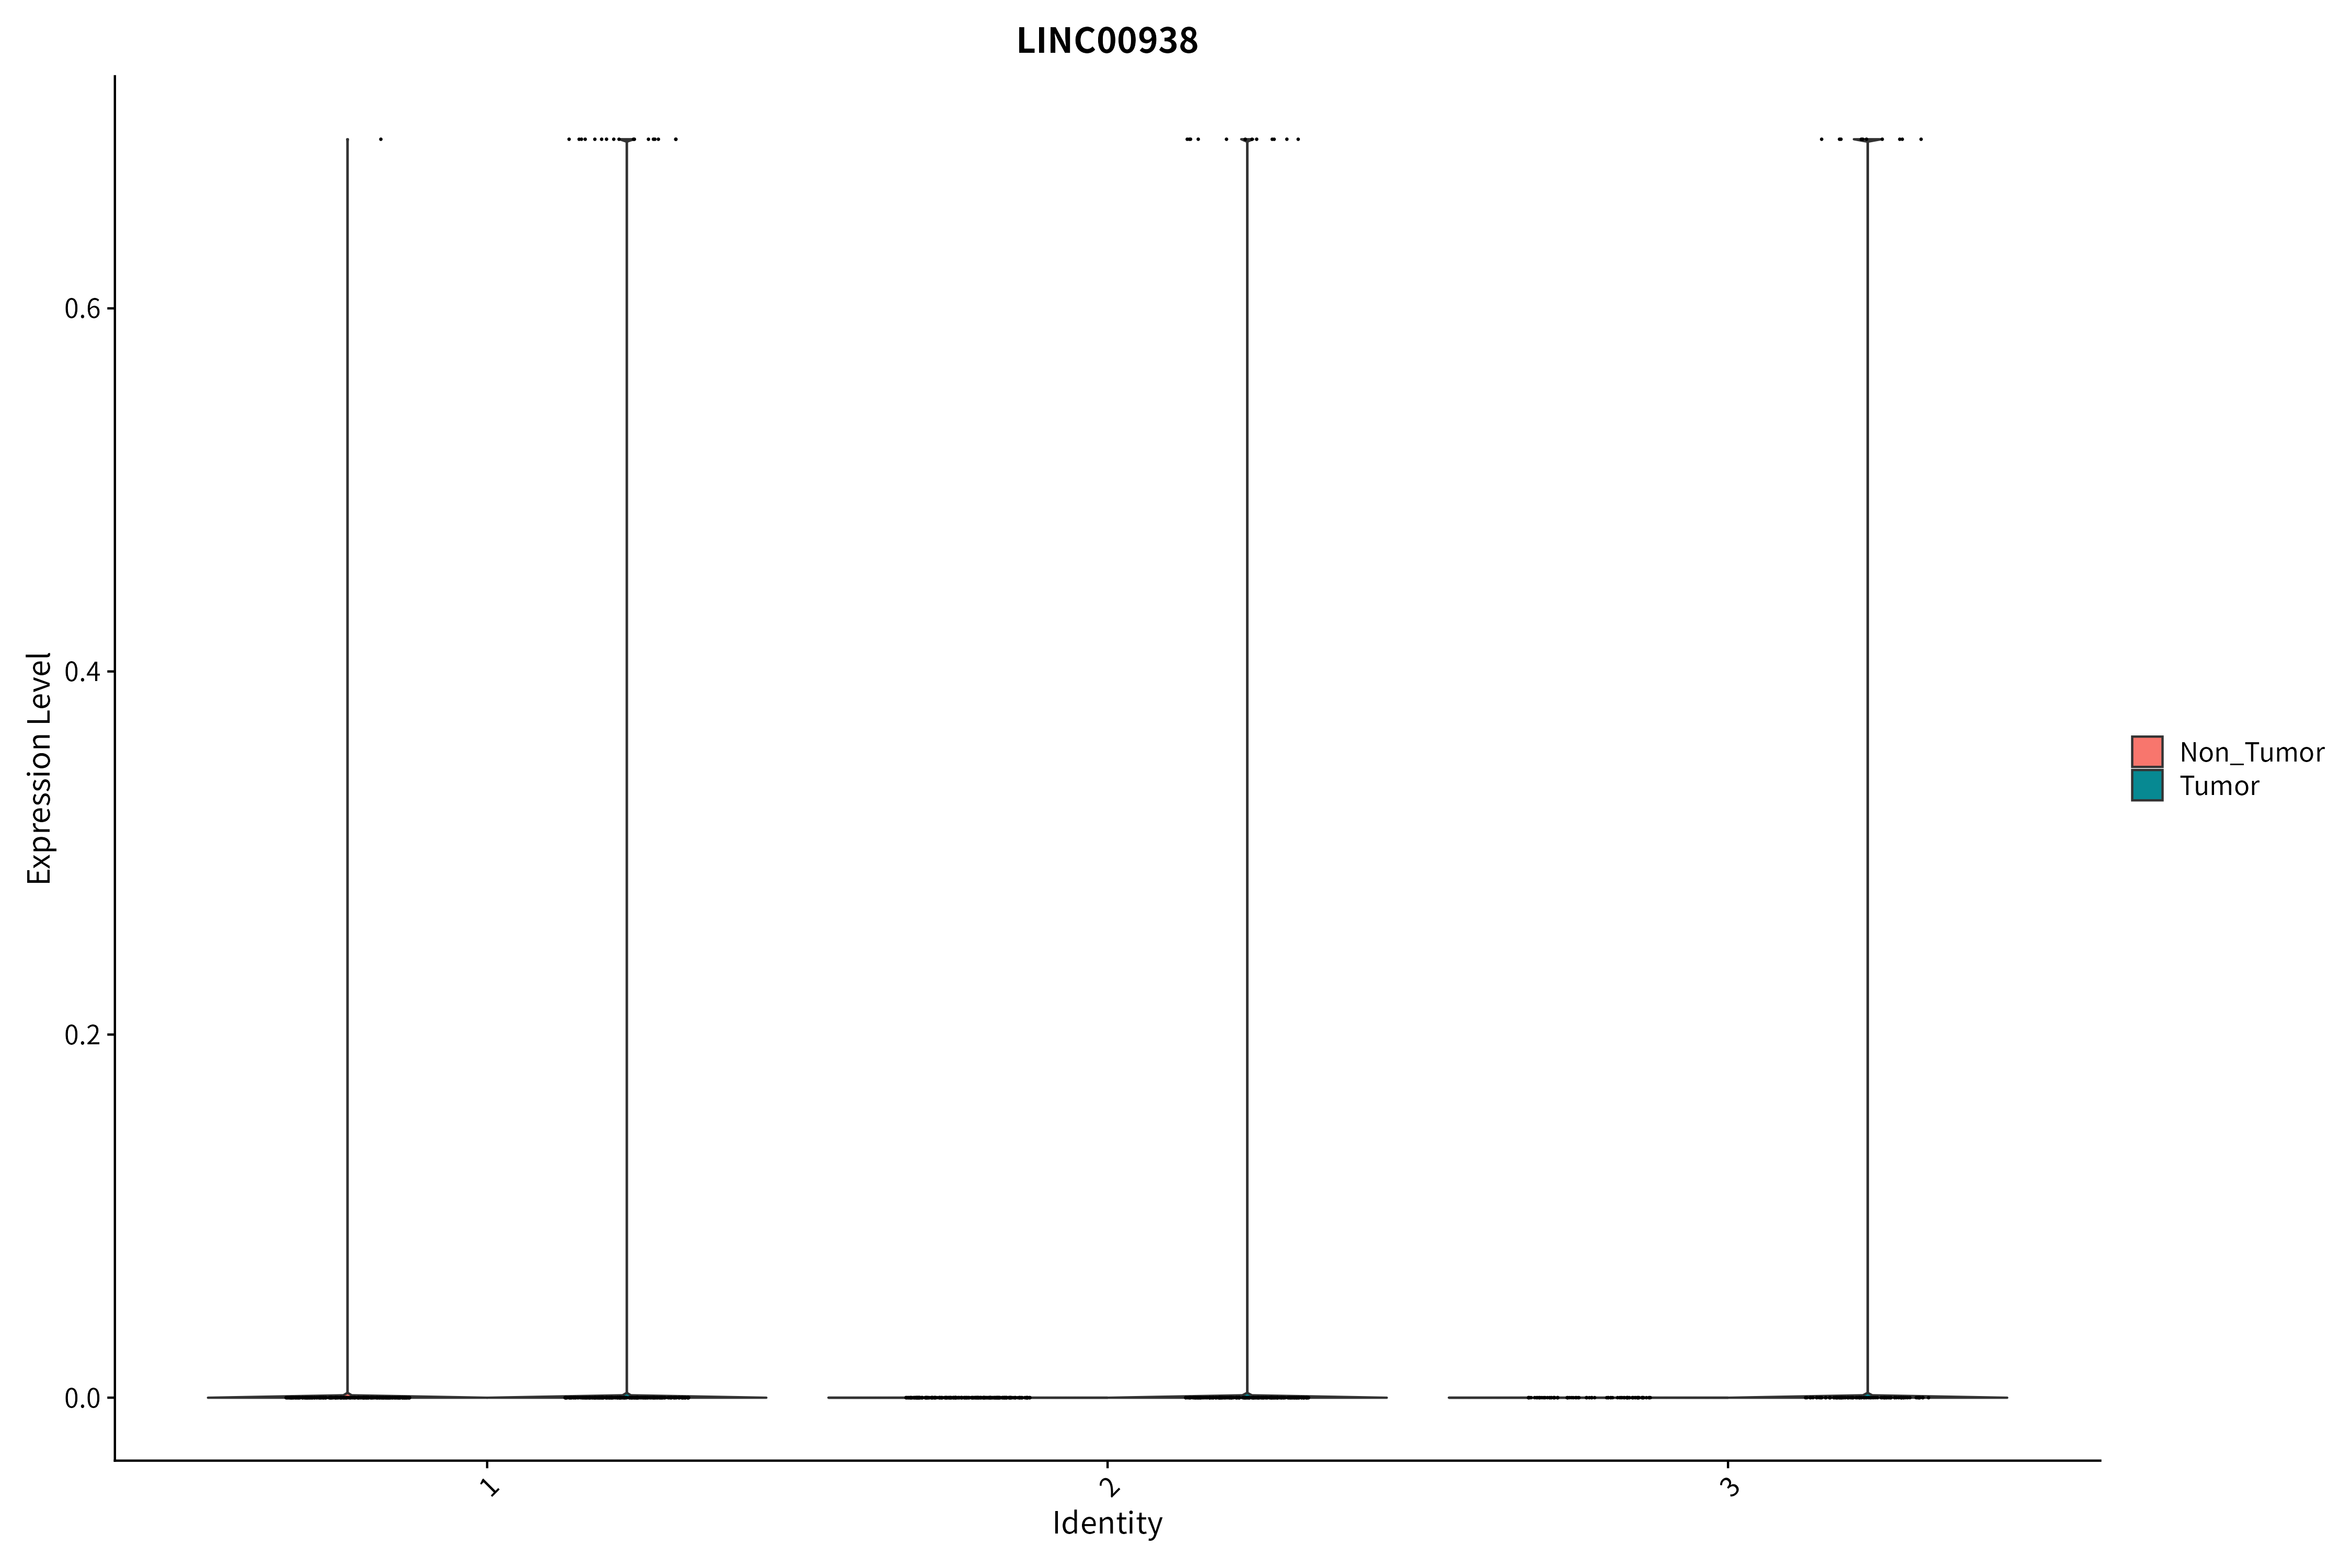 LINC00938
Expression Level
0.6
0.4
0.2
0.0
1
2
3
Identity
Non_Tumor
Tumor